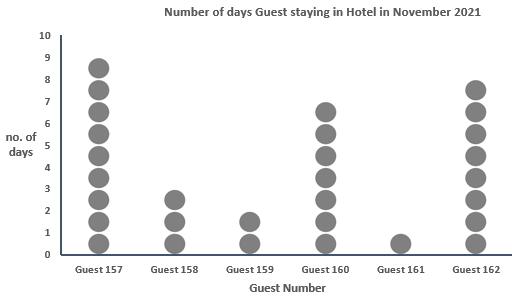 Number of days Guest staying in Hotel in November 2021
10
9
8
7
6
5
4
3
2
1
0
no. of
days
Guest 157 Guest 158 Guest 159 Guest 160 Guest 161 Guest 162
Guest Number